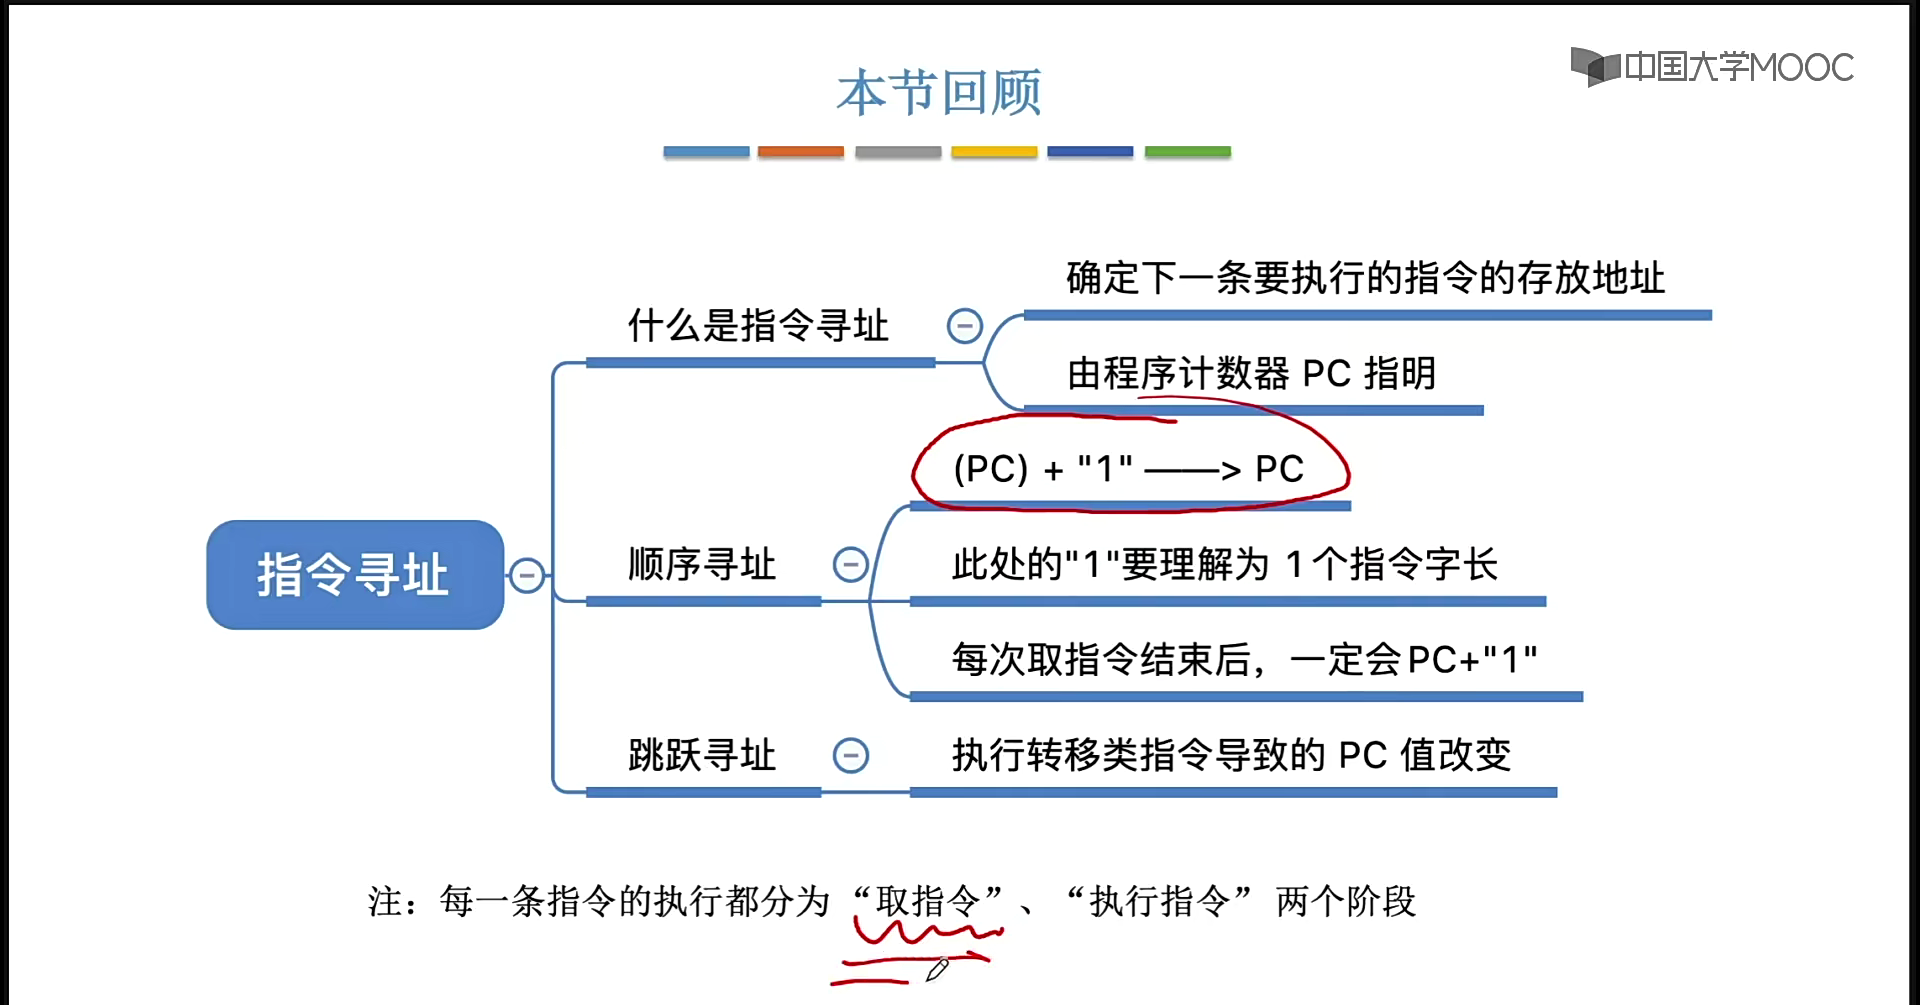 中国大学MOOC
本节回顾
确定下一条要执行的指令的存放地址
什么是指令寻址
由程序计数器 PC 指明
(PC) + "1" ——> PC
指令寻址
顺序寻址
此处的"1"要理解为 1个指令字长
每次取指令结束后，一定会PC+"1"
跳跃寻址
执行转移类指令导致的 PC 值改变
注：每一条指令的执行都分为“取指令”、“执行指令” 两个阶段